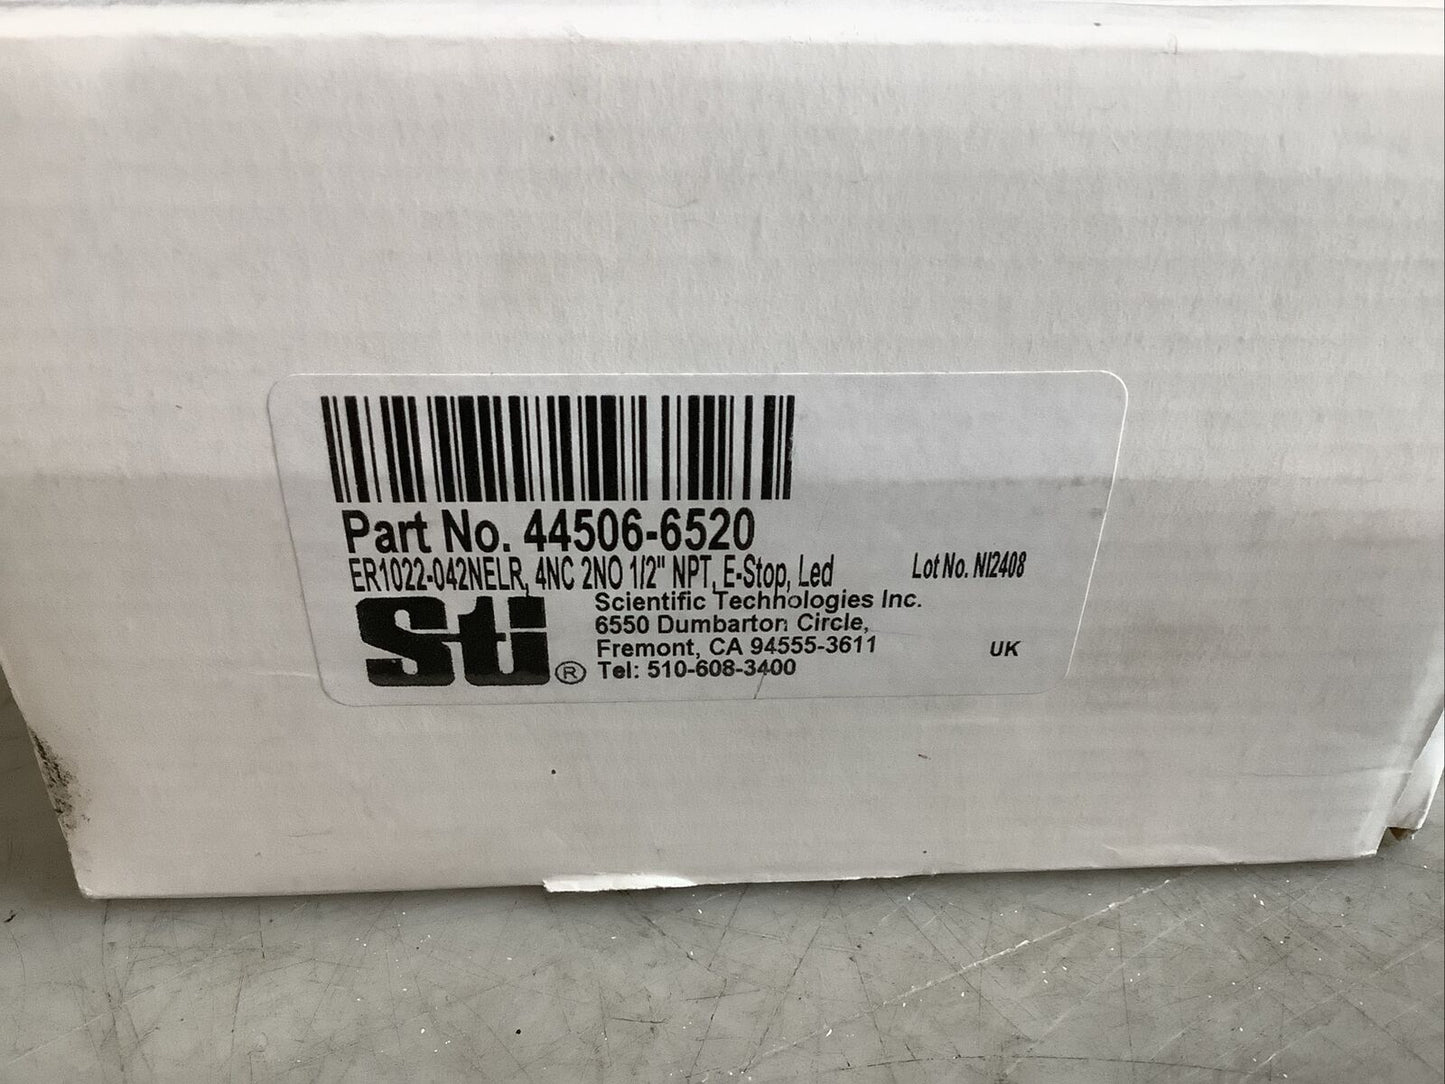 Part No. 44506-6520
ER1022-042NELR, 4NC 2NO 1/2" NPT, E-Stop, Led
Lot No. NI2408
Sti®
Scientific Technologies Inc.
6550 Dumbarton Circle,
Fremont, CA 94555-3611
Tel: 510-608-3400
UK